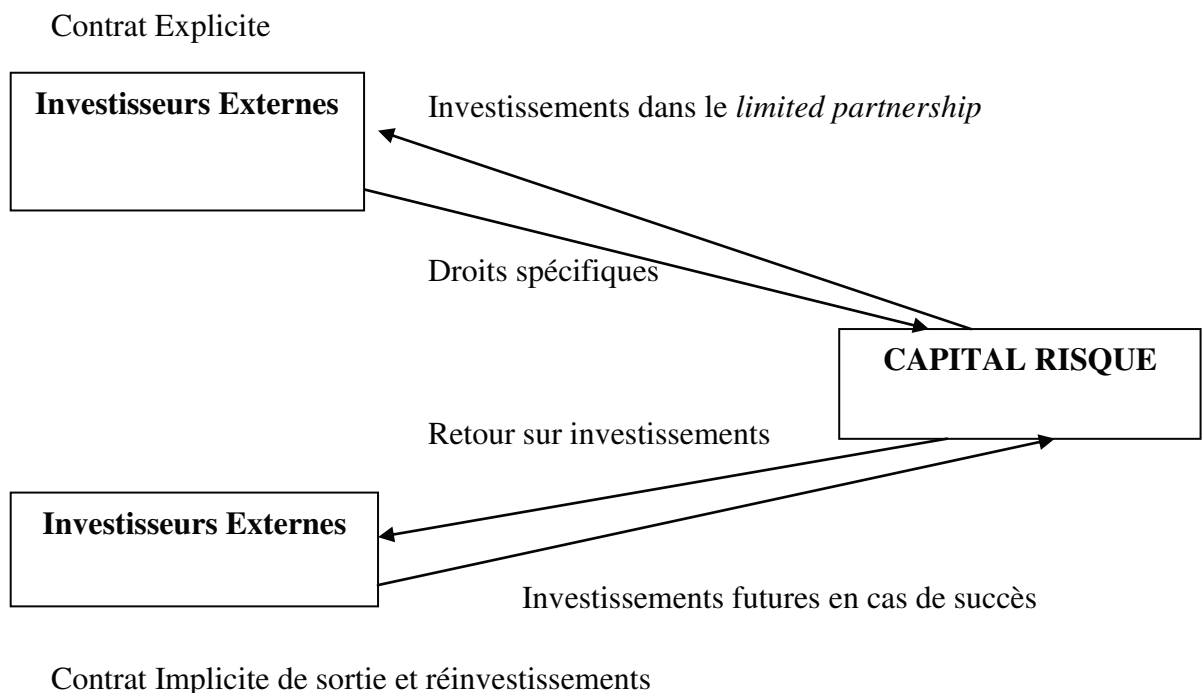 Contrat Explicite
Investisseurs Externes
Investissements dans le limited partnership
Droits spécifiques
CAPITAL RISQUE
Retour sur investissements
Investisseurs Externes
Investissements futures en cas de succès
Contrat Implicite de sortie et réinvestissements